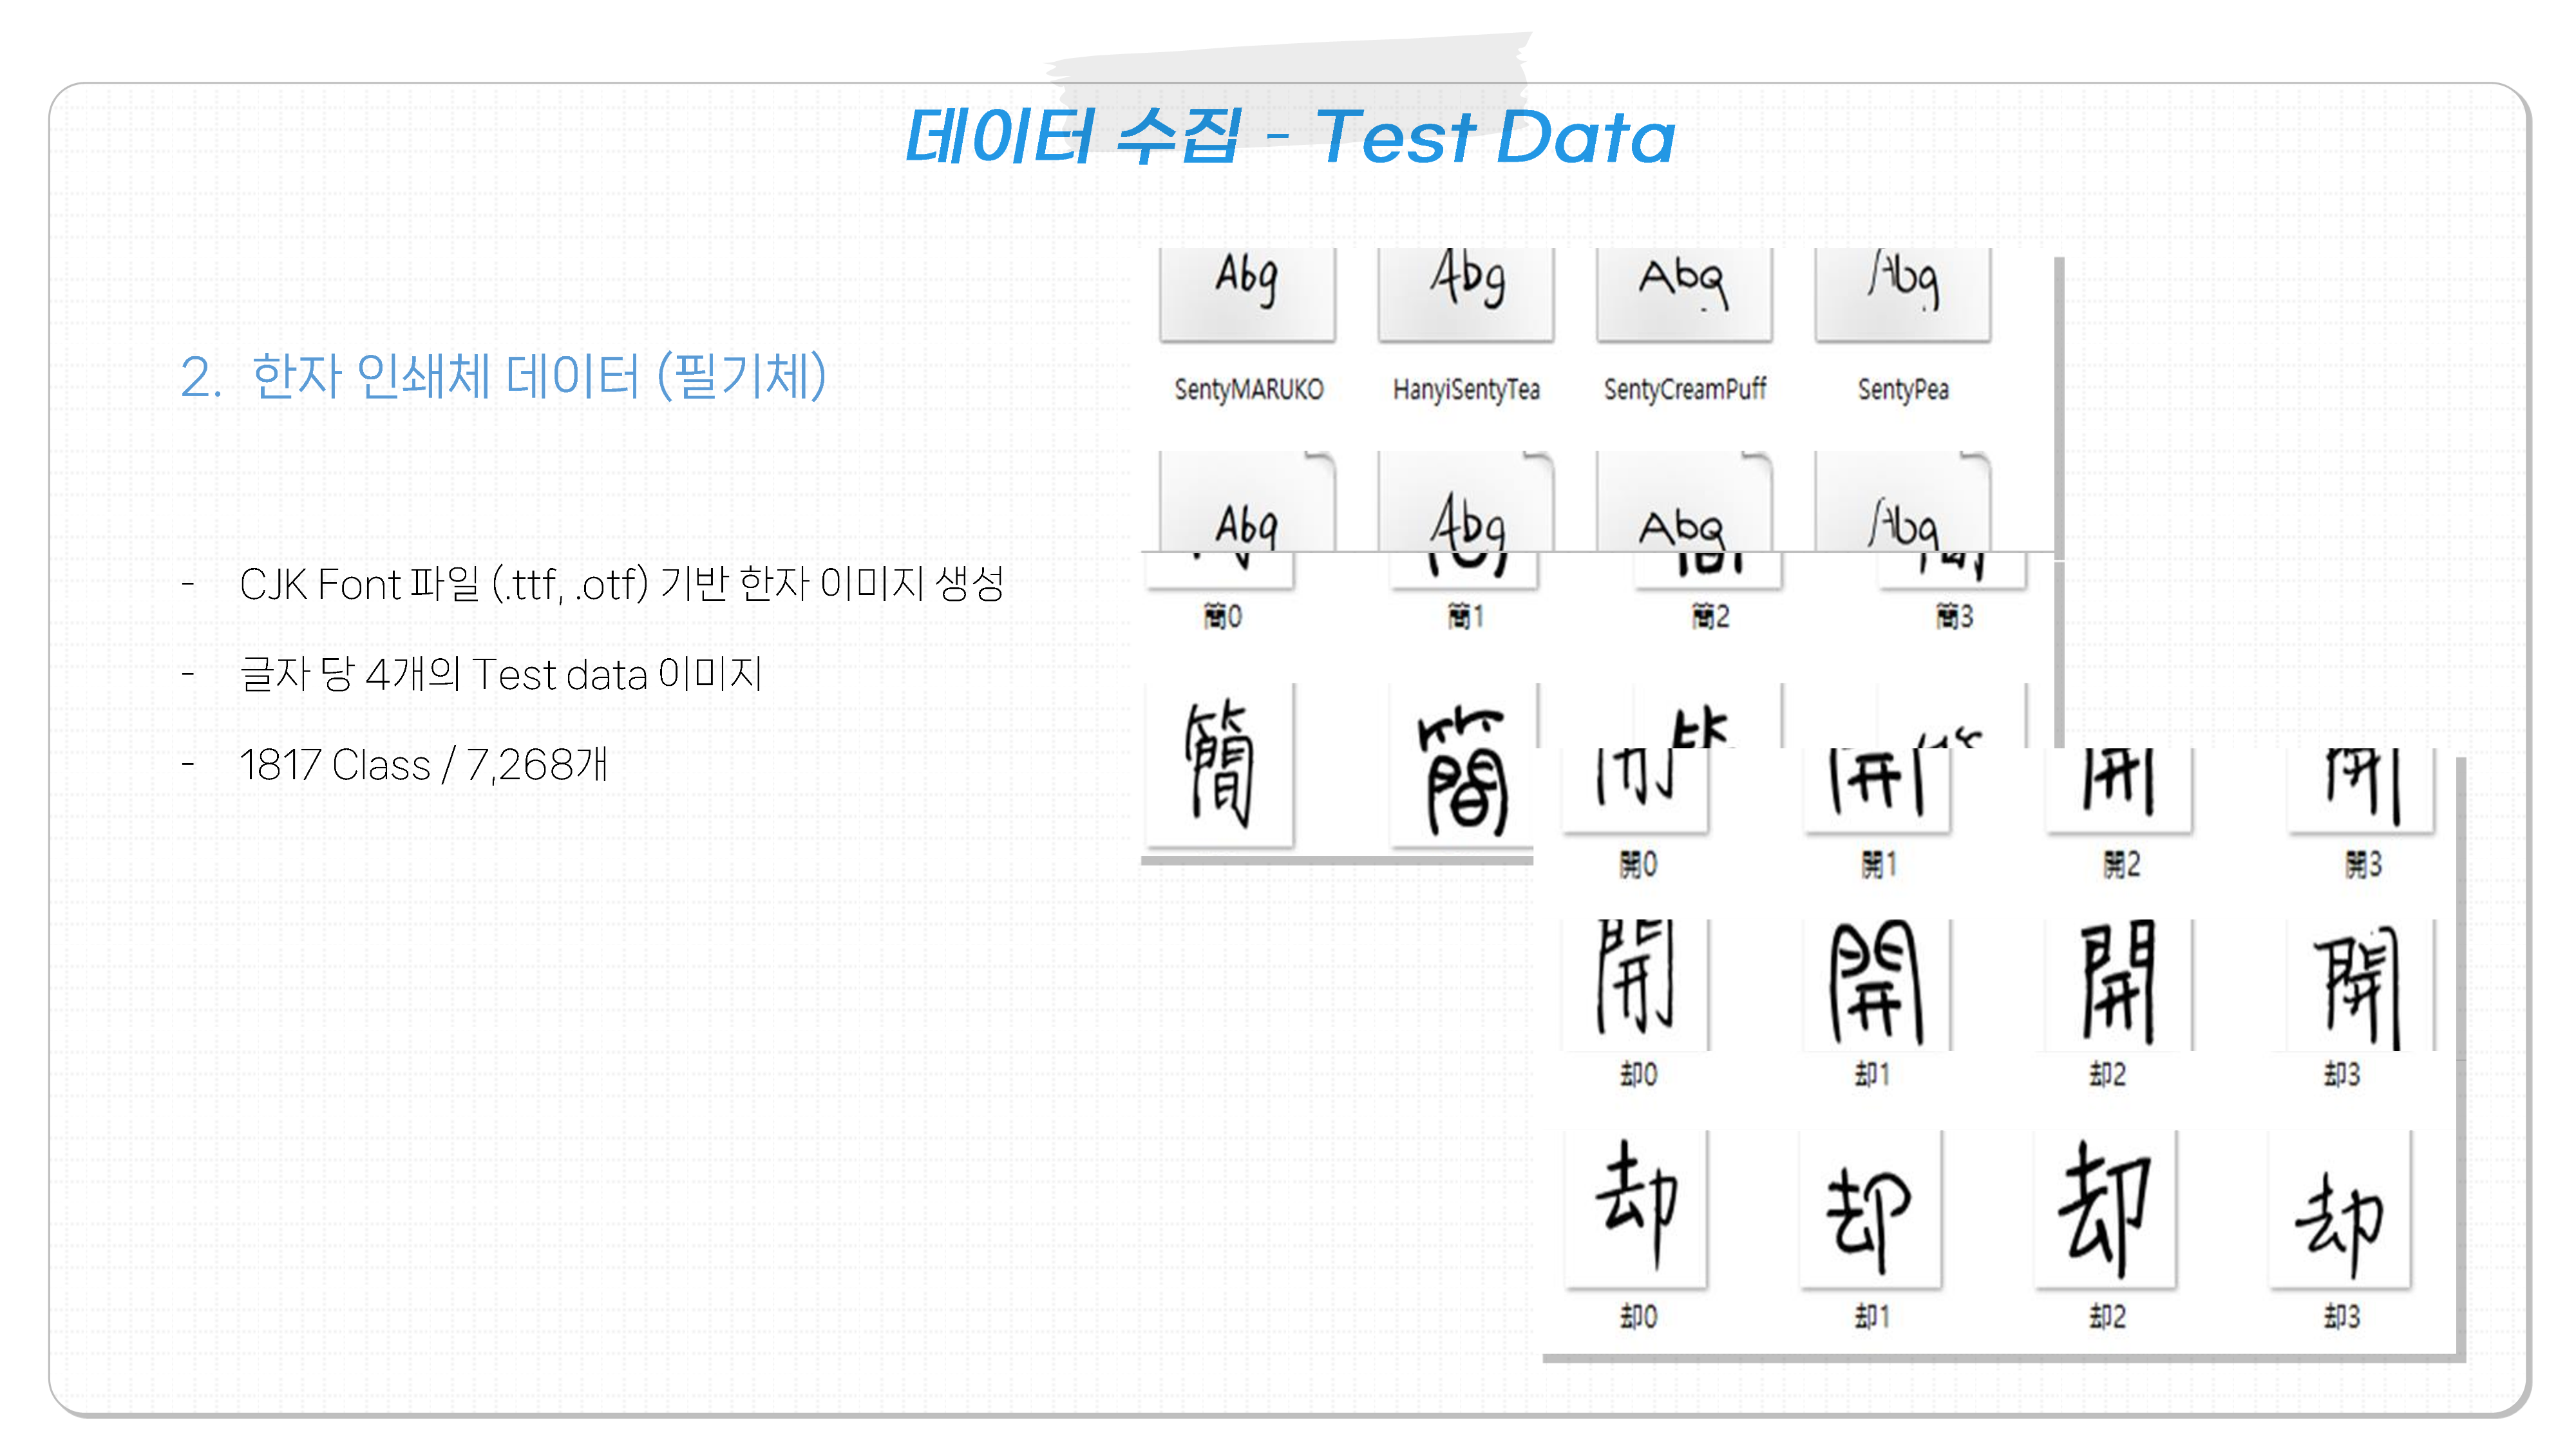 데이터 수집 - Test Data
2. 한자 인쇄체 데이터 (필기체)
- CJK Font 파일 (.ttf, .otf) 기반 한자 이미지 생성
- 글자 당 4개의 Test data 이미지
- 1817 Class / 7,268개
Abg Abg Abg Abg
SentyMARUKO HanyiSentyTea SentyCreamPuff SentyPea
Abg Abg Abg Abg
簡0 簡1 簡2 簡3
簡 簡
開0 開1 開2 開3
開 開 開 開
却0 却1 却2 却3
却 却 却 却
却0 却1 却2 却3